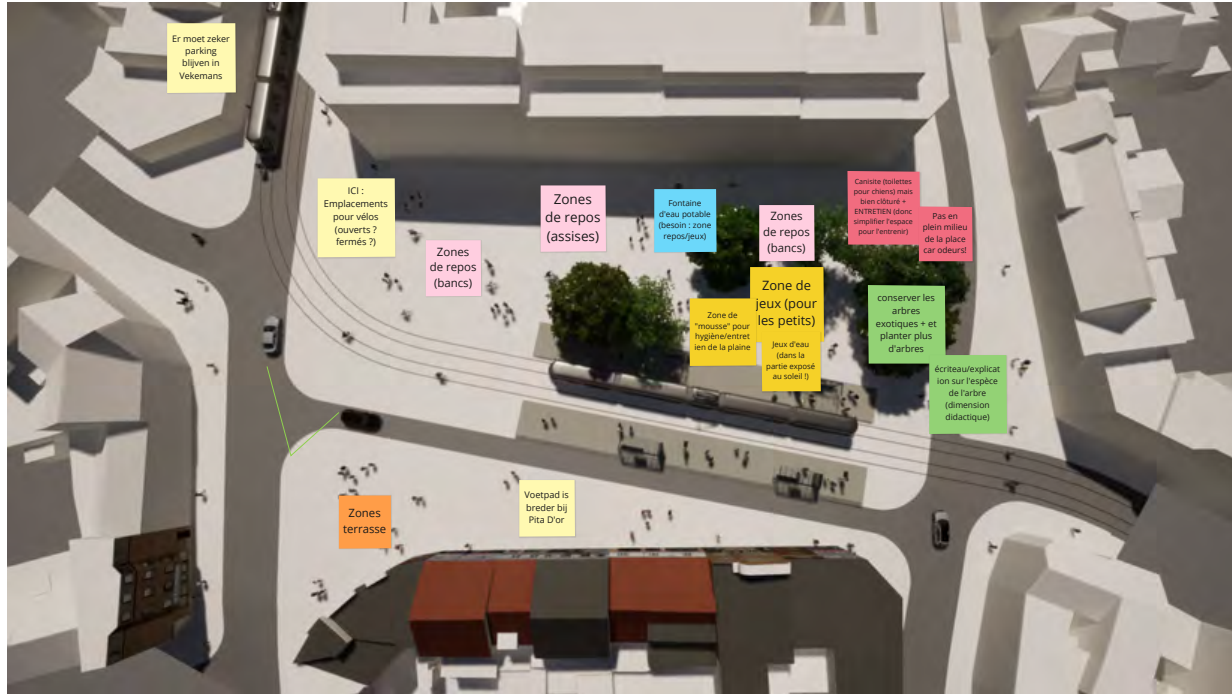 Er moet zeker
parking
blijven in
Vekemans
ICI :
Emplacements
pour vélos
(ouverts ?
fermés ?)
Zones
de repos
(bancs)
Zones
de repos
(assises)
Fontaine
d'eau potable
(besoin : zone
repos/jeux)
Zones
de repos
(bancs)
Canisite (toilettes
pour chiens) mais
bien clôturé +
ENTRETIEN (donc
simplifier l'espace
pour l'entrenir)
Pas en
plein milieu
de la place
car odeurs!
Zone de
jeux (pour
les petits)
Zone de
"mousse" pour
hygiène/entret
ien de la plaine
Jeux d'eau
(dans la
partie exposé
au soleil !)
conserver les
arbres
exotiques + et
planter plus
d'arbres
écriteau/explicat
ion sur l'espèce
de l'arbre
(dimension
didactique)
Zones
terrasse
Voetpad is
breder bij
Pita D'or